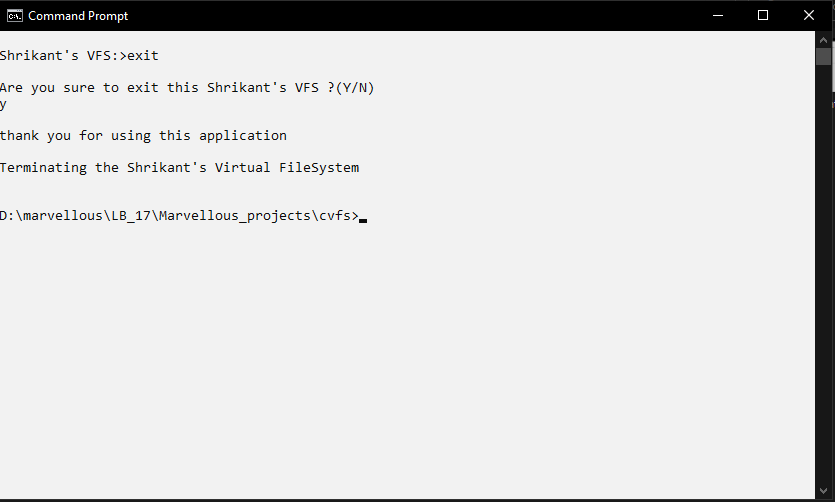 Command Prompt
Shrikant's VFS:>exit
Are you sure to exit this Shrikant's VFS ?(Y/N)
y
thank you for using this application
Terminating the Shrikant's Virtual FileSystem
D:\marvellous\LB_17\Marvellous_projects\cvfs>